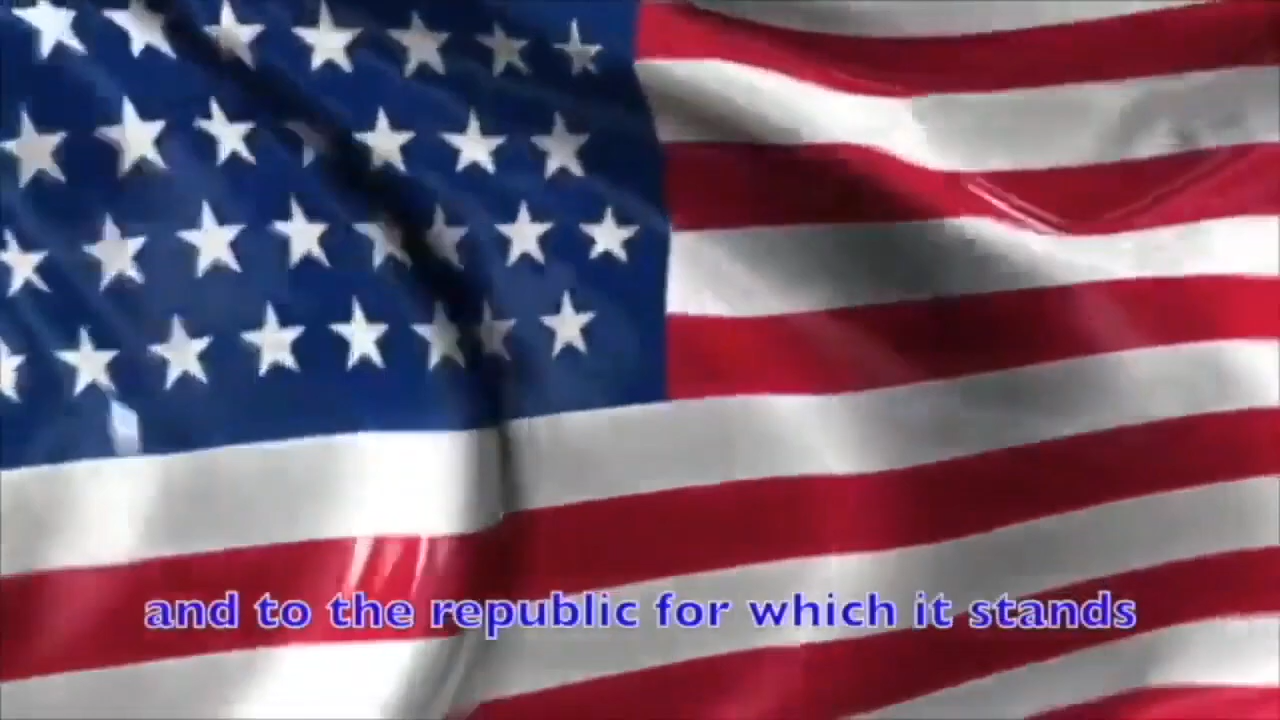 and to the republic for which it stands